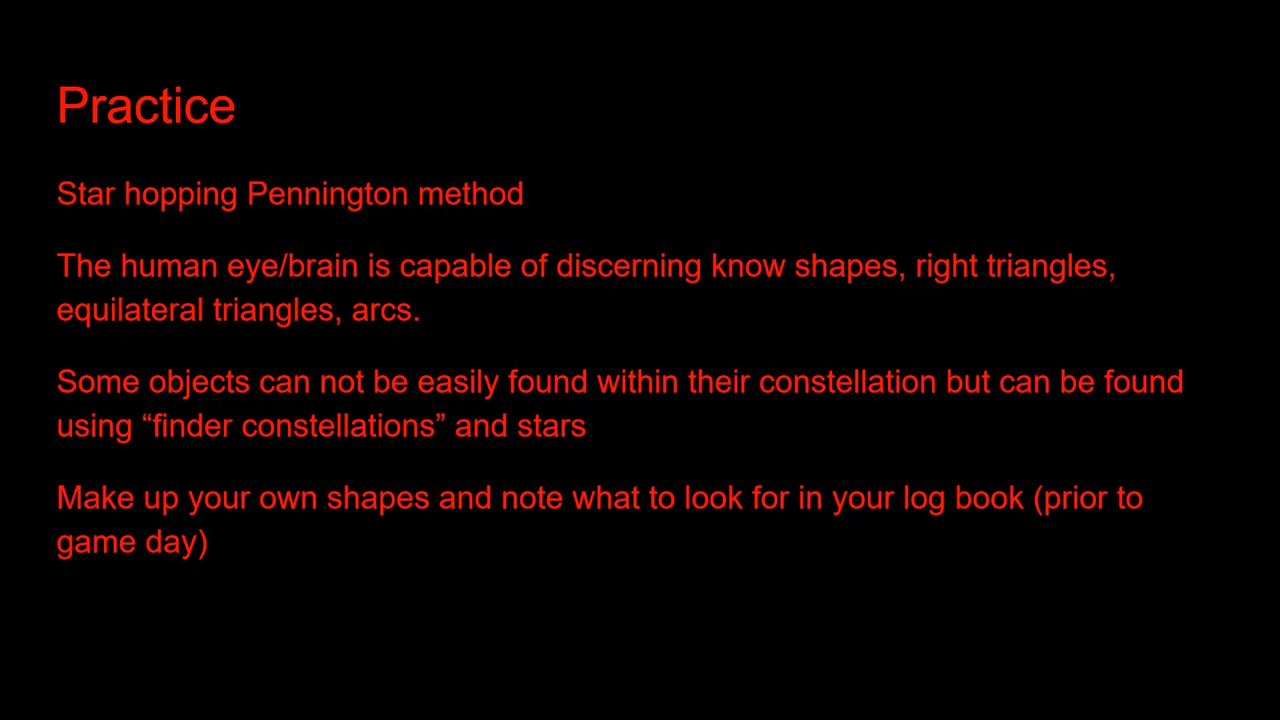 Practice
Star hopping Pennington method
The human eye/brain is capable of discerning know shapes, right triangles,
equilateral triangles, arcs.
Some objects can not be easily found within their constellation but can be found
using “finder constellations” and stars
Make up your own shapes and note what to look for in your log book (prior to
game day)